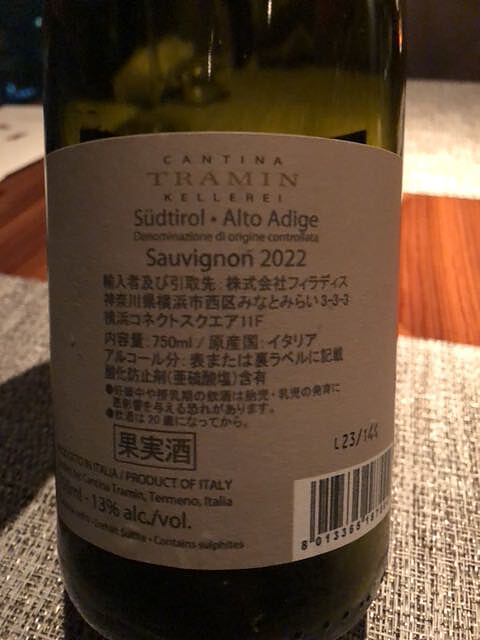 CANTINA
TRAMIN
KELLEREI
Südtirol • Alto Adige
Denominazione di origine controllata
Sauvignon 2022
輸入者及び引取先：株式会社フィラディス
神奈川県横浜市西区みなとみらい3-3-3
横浜コネクトスクエア11F
内容量：750ml / 原産国：イタリア
アルコール分：表または裏ラベルに記載
酸化防止剤(亜硫酸塩)含有
●妊娠中や授乳期の飲酒は胎児・乳児の発育に
悪影響を与える恐れがあります。
●飲酒は20歳になってから。
果実酒
L23/144
IN ITALIA / PRODUCT OF ITALY
Cantina Tramin, Termeno, Italia
ml - 13% alc./vol.
Enthält Sulfite • Contains sulphites
8 013365